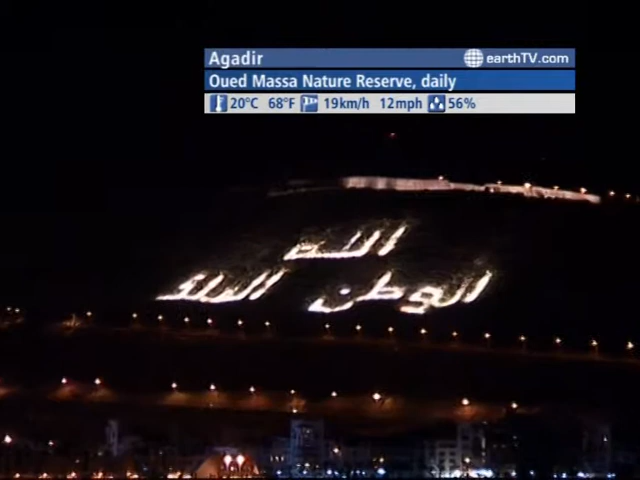 Agadir
earthTV.com
Oued Massa Nature Reserve, daily
20°C 68°F 19km/h 12mph 56%
الله
الوطن الملك